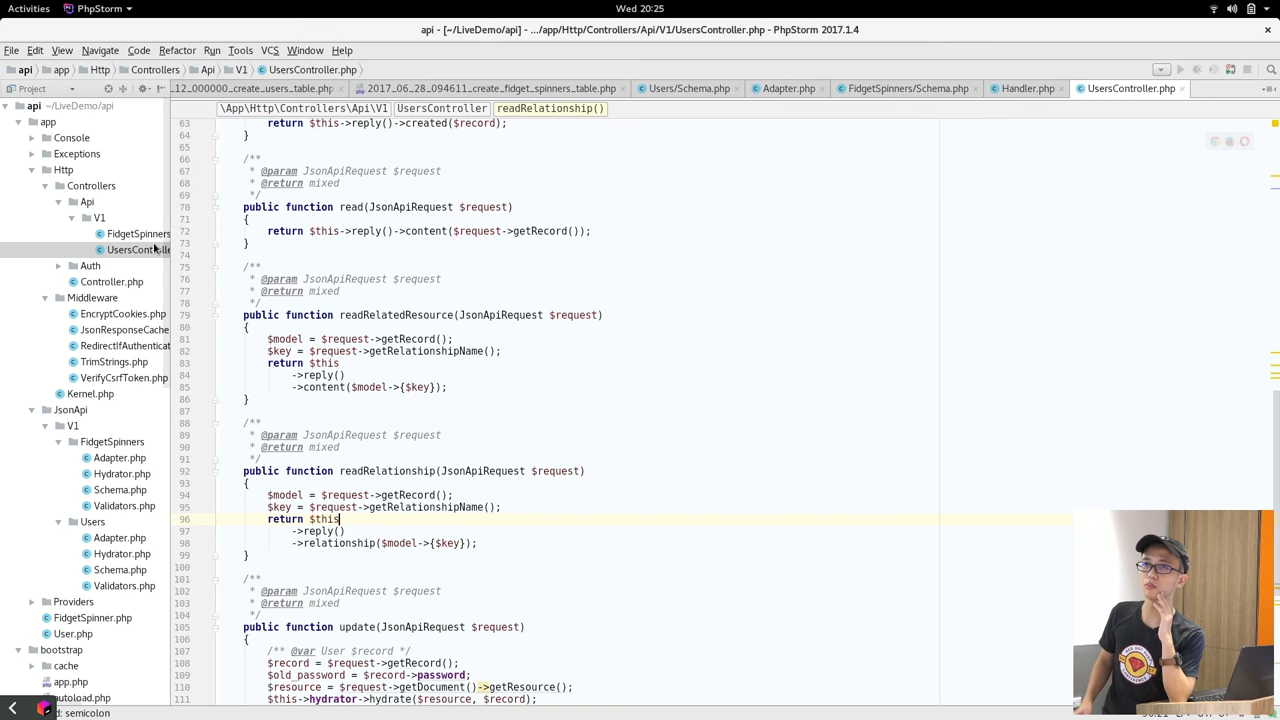 Activities PhpStorm Wed 20:25
api - [~/LiveDemo/api] - .../app/Http/Controllers/Api/V1/UsersController.php - PhpStorm 2017.1.4
File Edit View Navigate Code Refactor Run Tools VCS Window Help
api app Http Controllers Api V1 UsersController.php
Project _12_000000_create_users_table.php 2017_06_28_094611_create_fidget_spinners_table.php Users/Schema.php Adapter.php FidgetSpinners/Schema.php Handler.php UsersController.php
\App\Http\Controllers\Api\V1 UsersController readRelationship()
api ~/LiveDemo/api
app
Console
Exceptions
Http
Controllers
Api
V1
FidgetSpinners
UsersController
Auth
Controller.php
Middleware
EncryptCookies.php
JsonResponseCache
RedirectIfAuthenticat
TrimStrings.php
VerifyCsrfToken.php
Kernel.php
JsonApi
V1
FidgetSpinners
Adapter.php
Hydrator.php
Schema.php
Validators.php
Users
Adapter.php
Hydrator.php
Schema.php
Validators.php
Providers
FidgetSpinner.php
User.php
bootstrap
cache
app.php
autoload.php
63 return $this->reply()->created($record);
64 }
65
66 /**
67 * @param JsonApiRequest $request
68 * @return mixed
69 */
70 public function read(JsonApiRequest $request)
71 {
72 return $this->reply()->content($request->getRecord());
73 }
74
75 /**
76 * @param JsonApiRequest $request
77 * @return mixed
78 */
79 public function readRelatedResource(JsonApiRequest $request)
80 {
81 $model = $request->getRecord();
82 $key = $request->getRelationshipName();
83 return $this
84 ->reply()
85 ->content($model->{$key});
86 }
87
88 /**
89 * @param JsonApiRequest $request
90 * @return mixed
91 */
92 public function readRelationship(JsonApiRequest $request)
93 {
94 $model = $request->getRecord();
95 $key = $request->getRelationshipName();
96 return $this
97 ->reply()
98 ->relationship($model->{$key});
99 }
100
101 /**
102 * @param JsonApiRequest $request
103 * @return mixed
104 */
105 public function update(JsonApiRequest $request)
106 {
107 /** @var User $record */
108 $record = $request->getRecord();
109 $old_password = $record->password;
110 $resource = $request->getDocument()->getResource();
111 $this->hydrator->hydrate($resource, $record);
d: semicolon